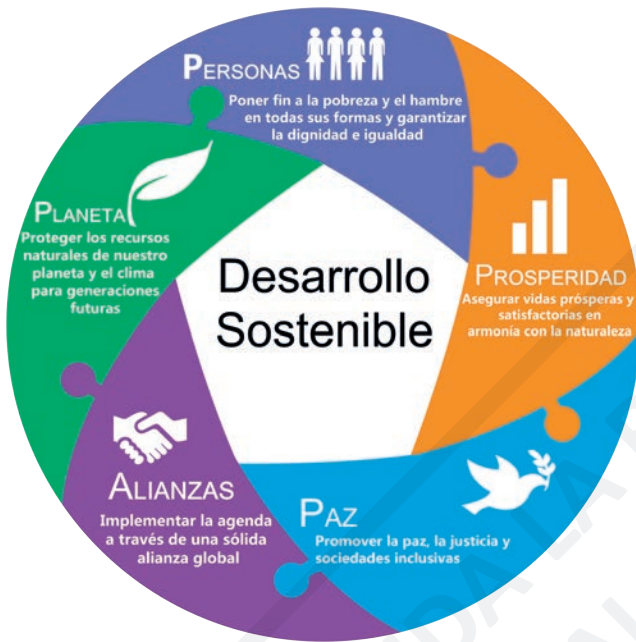 PERSONAS
Poner fin a la pobreza y el hambre
en todas sus formas y garantizar
la dignidad e igualdad
PROSPERIDAD
Asegurar vidas prósperas y
satisfactorias en
armonía con la naturaleza
PAZ
Promover la paz, la justicia y
sociedades inclusivas
ALIANZAS
Implementar la agenda
a través de una sólida
alianza global
PLANETA
Proteger los recursos
naturales de nuestro
planeta y el clima
para generaciones
futuras
Desarrollo
Sostenible